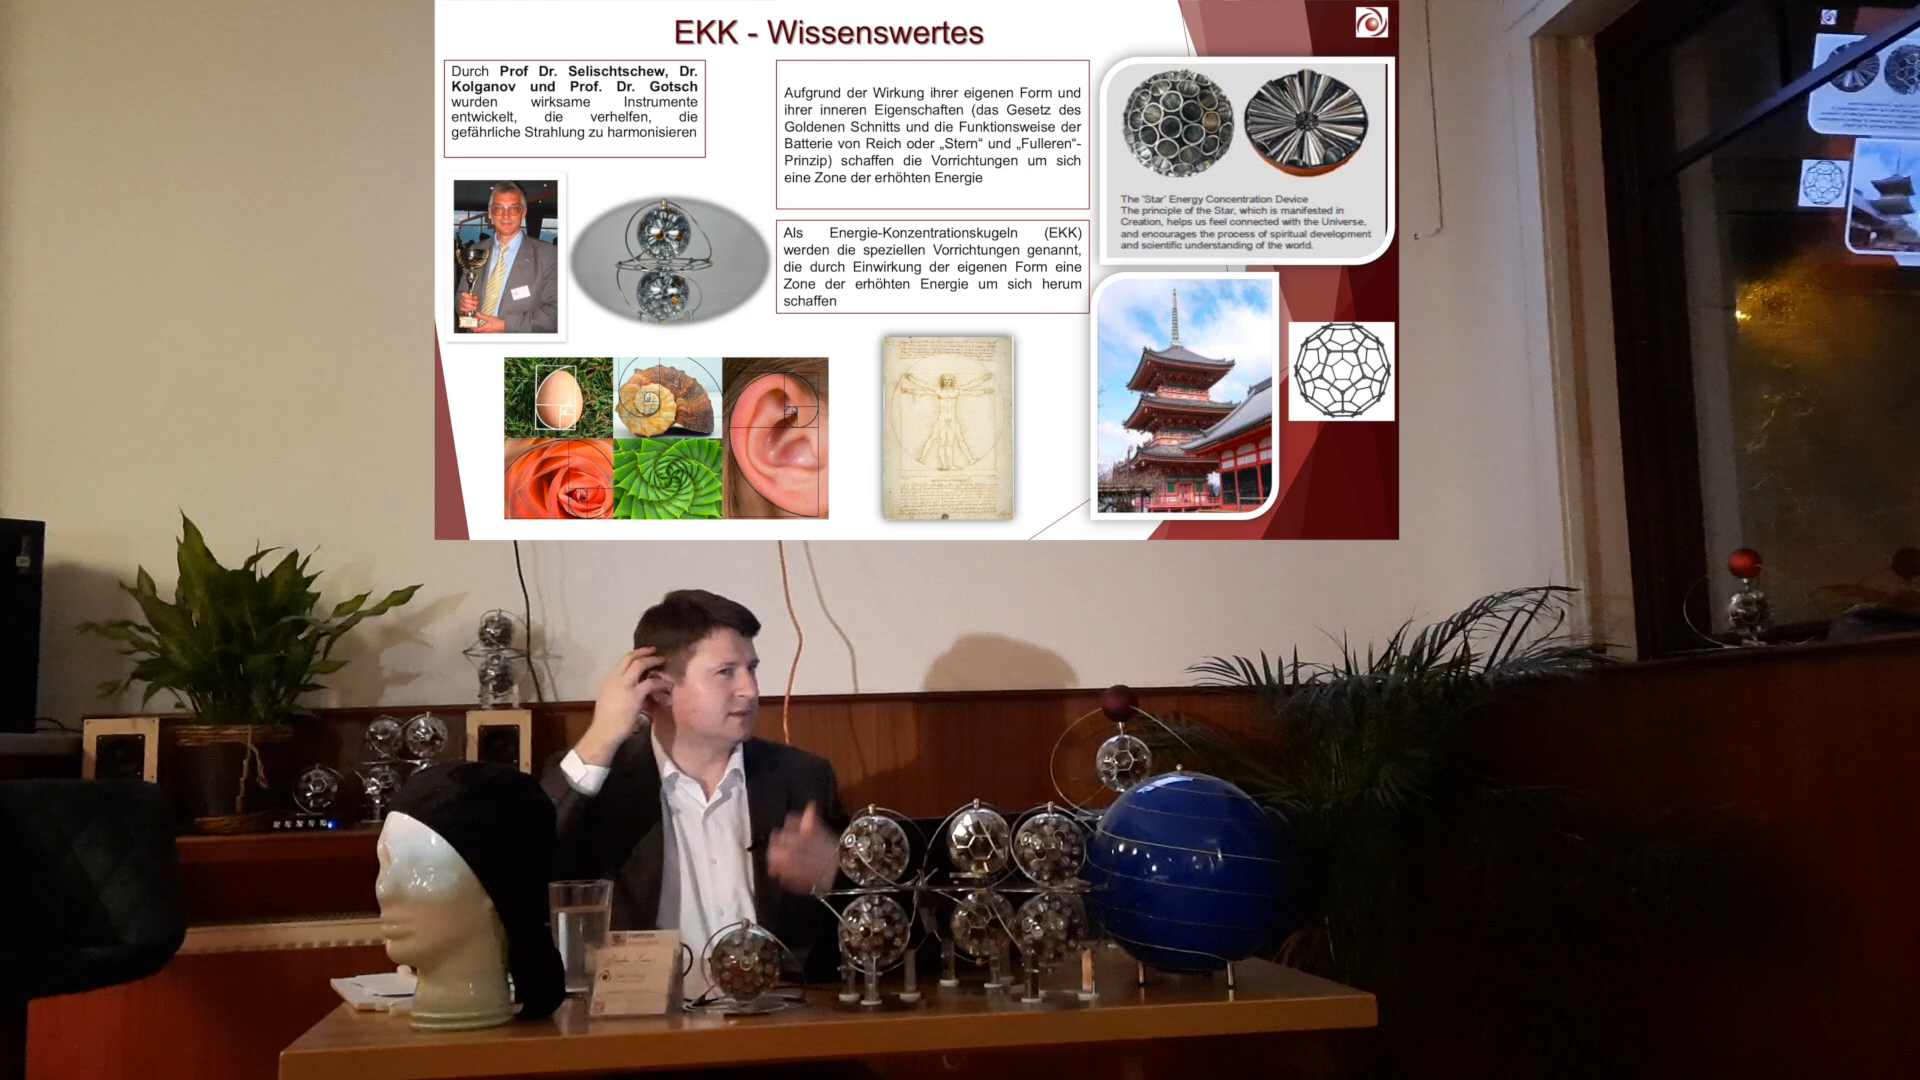 EKK - Wissenswertes
Durch Prof Dr. Selischtschew, Dr.
Kolganov und Prof. Dr. Gotsch
wurden wirksame Instrumente
entwickelt, die verhelfen, die
gefährliche Strahlung zu harmonisieren
Aufgrund der Wirkung ihrer eigenen Form und
ihrer inneren Eigenschaften (das Gesetz des
Goldenen Schnitts und die Funktionsweise der
Batterie von Reich oder „Stern“ und „Fulleren“-
Prinzip) schaffen die Vorrichtungen um sich
eine Zone der erhöhten Energie
Als Energie-Konzentrationskugeln (EKK)
werden die speziellen Vorrichtungen genannt,
die durch Einwirkung der eigenen Form eine
Zone der erhöhten Energie um sich herum
schaffen
The 'Star' Energy Concentration Device
The principle of the Star, which is manifested in
Creation, helps us feel connected with the Universe,
and encourages the process of spiritual development
and scientific understanding of the world.